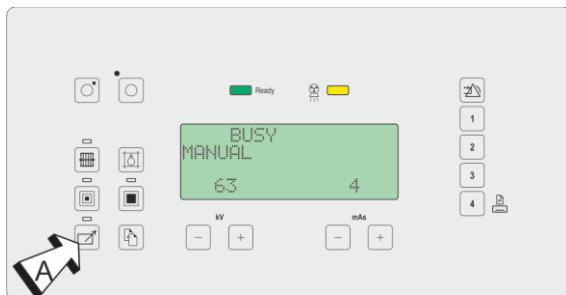 Ready
1
BUSY
MANUAL
2
63 4
3
4
kV mAs
- + - +
A